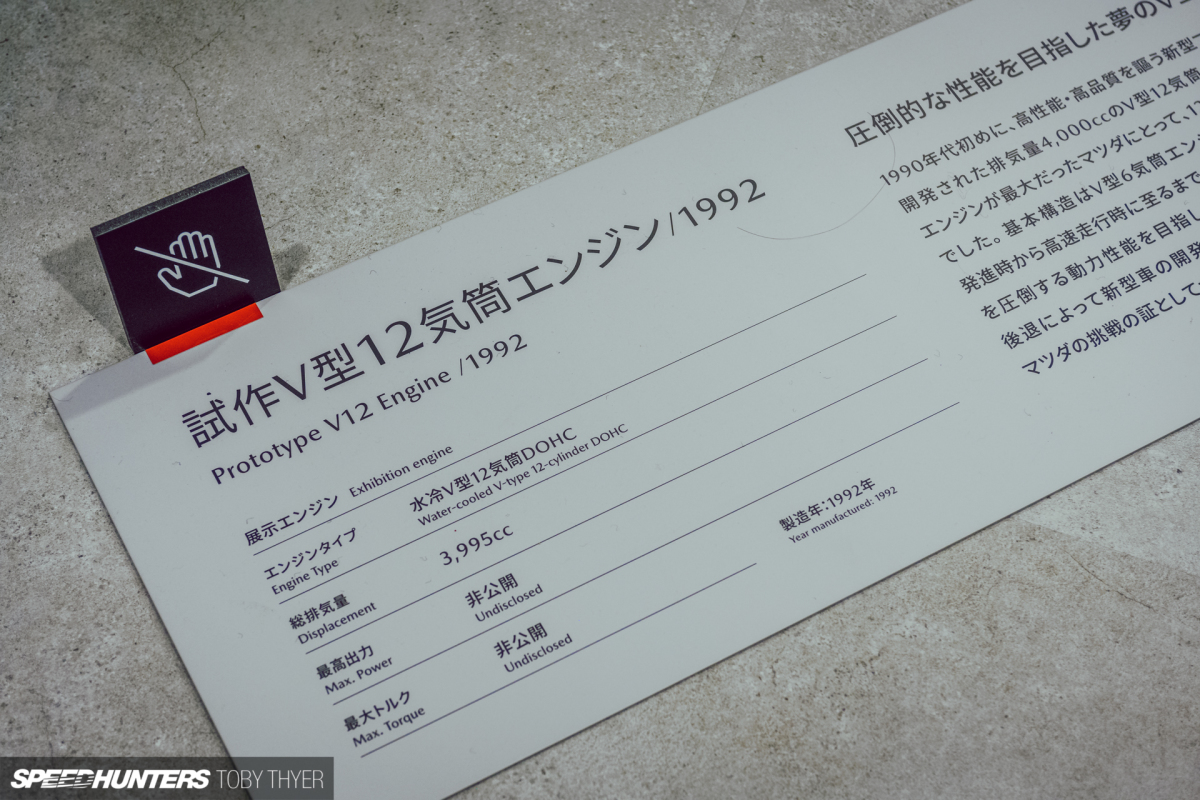 試作V型12気筒エンジン/1992
Prototype V12 Engine /1992
展示エンジン Exhibition engine
エンジンタイプ
Engine Type
水冷V型12気筒DOHC
Water-cooled V-type 12-cylinder DOHC
総排気量
Displacement
3,995cc
最高出力
Max. Power
非公開
Undisclosed
最大トルク
Max. Torque
非公開
Undisclosed
製造年:1992年
Year manufactured: 1992
圧倒的な性能を目指した夢のV
1990年代初めに、高性能・高品質を謳う新型
開発された排気量4,000ccのV型12気筒
エンジンが最大だったマツダにとって、
でした。基本構造はV型6気筒エンジ
発進時から高速走行時に至るまで
を圧倒する動力性能を目指し
後退によって新型車の開発
マツダの挑戦の証として
SPEEDHUNTERS TOBY THYER